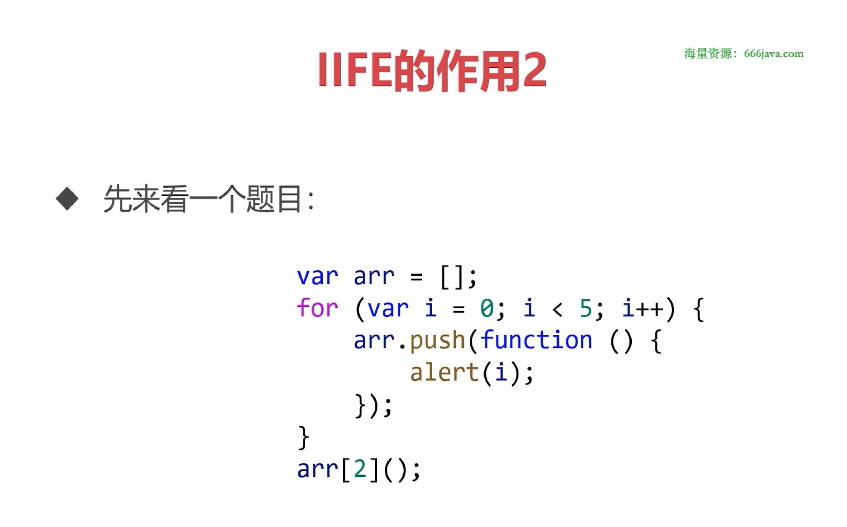 海量资源：666java.com
IIFE的作用2
◆ 先来看一个题目：
var arr = [];
for (var i = 0; i < 5; i++) {
    arr.push(function () {
        alert(i);
    });
}
arr[2]();